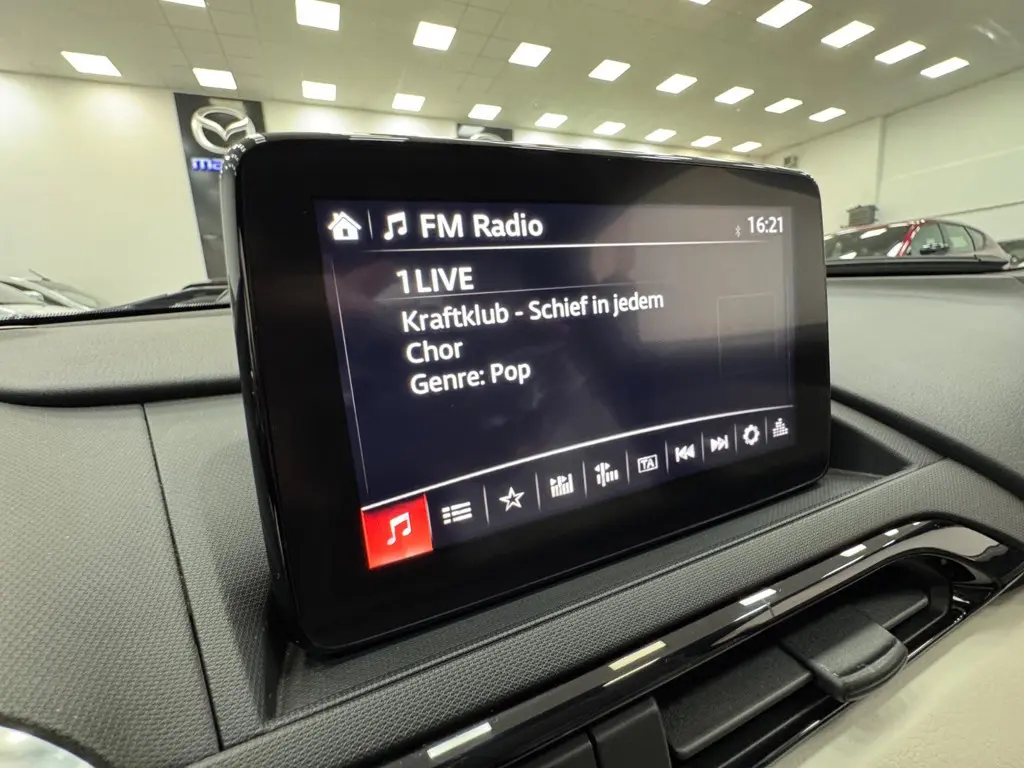 FM Radio
16:21
1LIVE
Kraftklub - Schief in jedem
Chor
Genre: Pop
TA